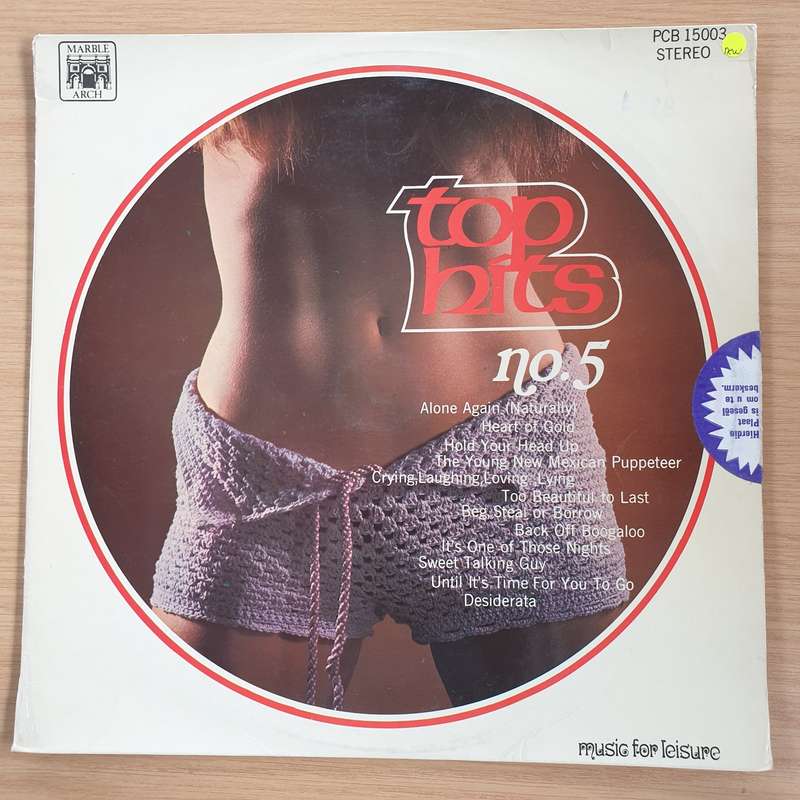 MARBLE
ARCH
PCB 15003
STEREO
new
top
hits
no.5
Alone Again (Naturally)
Heart of Gold
Hold Your Head Up
The Young New Mexican Puppeteer
Crying,Laughing,Loving Lying
Too Beautiful to Last
Beg Steal or Borrow
Back Off Boogaloo
It's One of Those Nights
Sweet Talking Guy
Until It's Time For You To Go
Desiderata
Hierdie
Plaat
is geseël
om u te
beskerm.
music for leisure